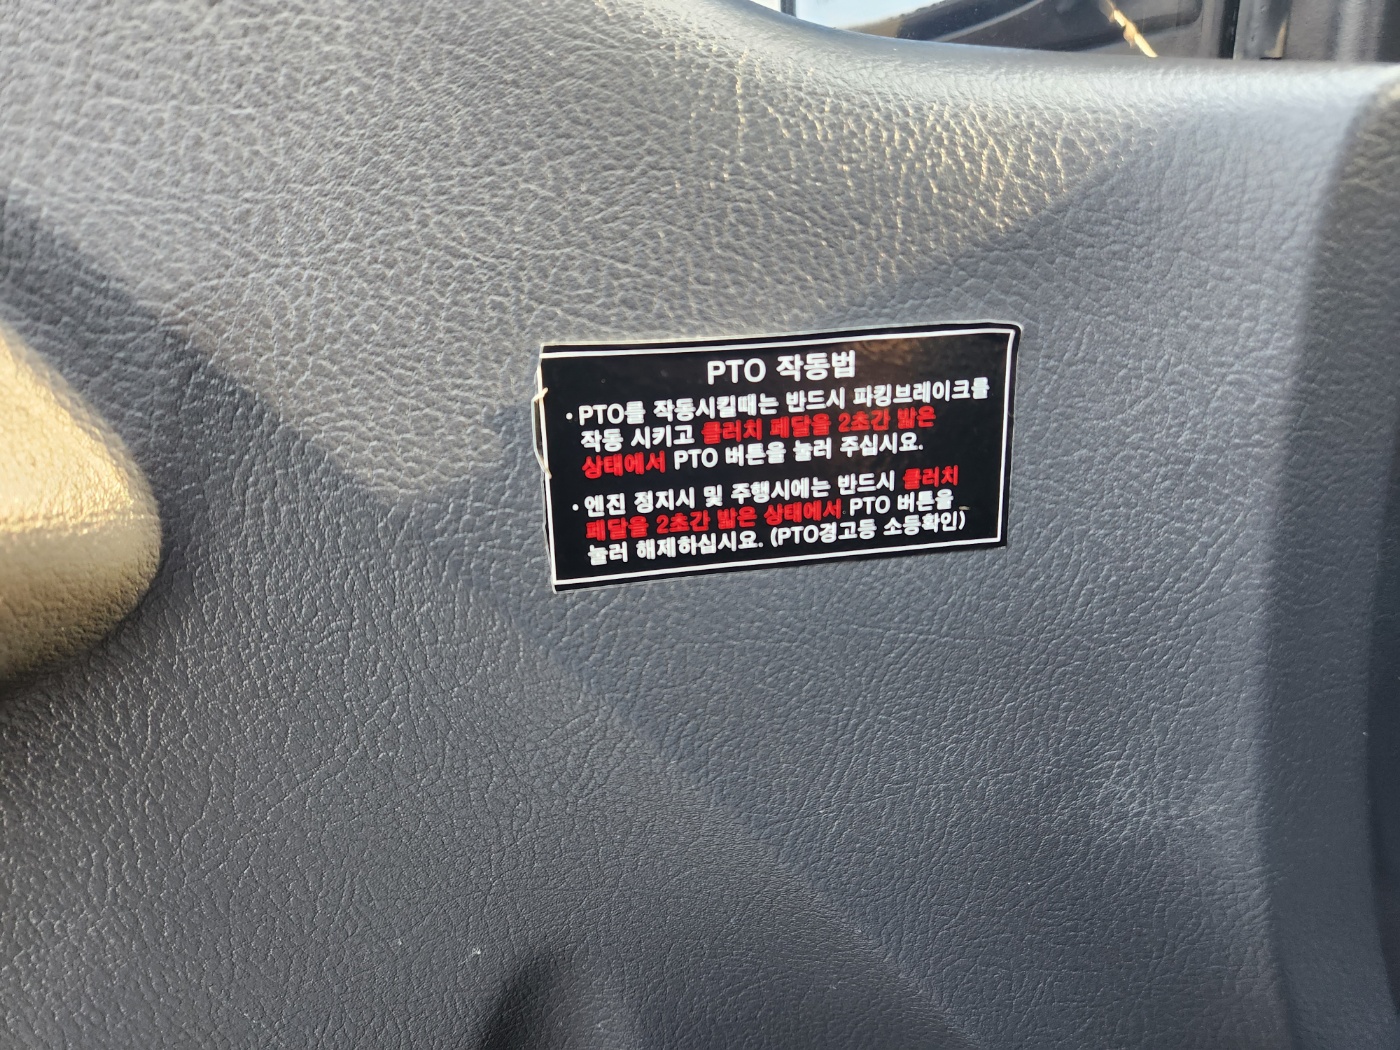 PTO 작동법
· PTO를 작동시킬때는 반드시 파킹브레이크를
작동 시키고 클러치 페달을 2초간 밟은
상태에서 PTO 버튼을 눌러 주십시요.
· 엔진 정지시 및 주행시에는 반드시 클러치
페달을 2초간 밟은 상태에서 PTO 버튼을
눌러 해제하십시요. (PTO경고등 소등확인)